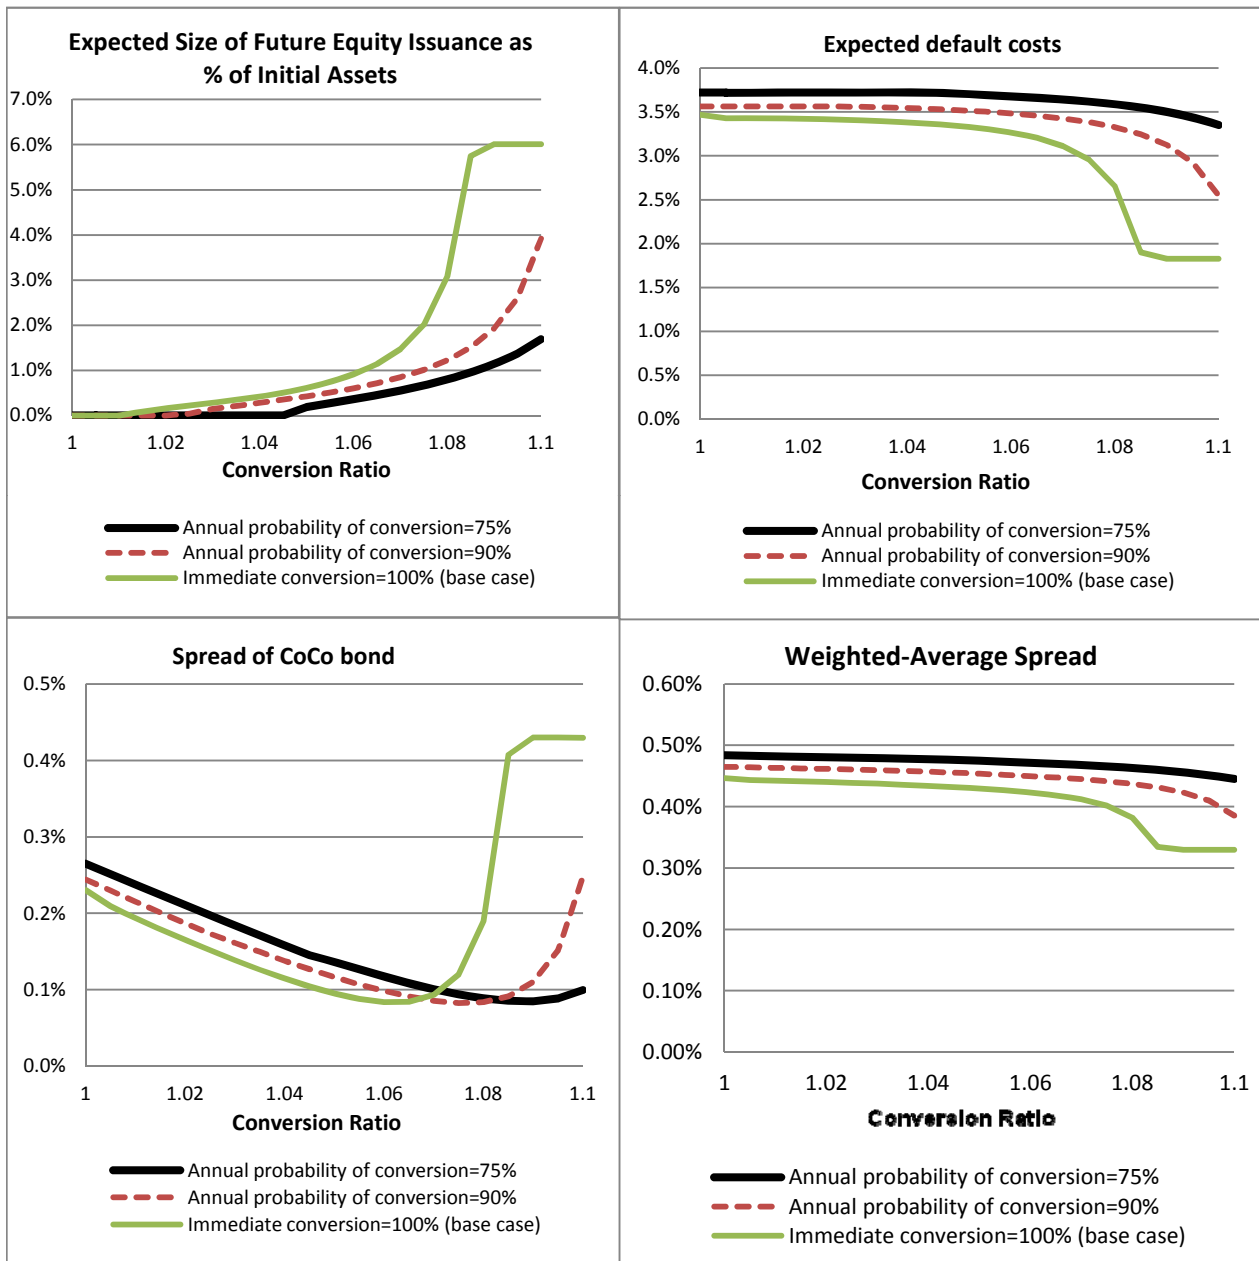 Expected Size of Future Equity Issuance as
% of Initial Assets
7.0%
6.0%
5.0%
4.0%
3.0%
2.0%
1.0%
0.0%
1 1.02 1.04 1.06 1.08 1.1
Conversion Ratio
Annual probability of conversion=75%
Annual probability of conversion=90%
Immediate conversion=100% (base case)
Expected default costs
4.0%
3.5%
3.0%
2.5%
2.0%
1.5%
1.0%
0.5%
0.0%
1 1.02 1.04 1.06 1.08 1.1
Conversion Ratio
Annual probability of conversion=75%
Annual probability of conversion=90%
Immediate conversion=100% (base case)
Spread of CoCo bond
0.5%
0.4%
0.3%
0.2%
0.1%
0.0%
1 1.02 1.04 1.06 1.08 1.1
Conversion Ratio
Annual probability of conversion=75%
Annual probability of conversion=90%
Immediate conversion=100% (base case)
Weighted-Average Spread
0.60%
0.50%
0.40%
0.30%
0.20%
0.10%
0.00%
1 1.02 1.04 1.06 1.08 1.1
Conversion Ratio
Annual probability of conversion=75%
Annual probability of conversion=90%
Immediate conversion=100% (base case)